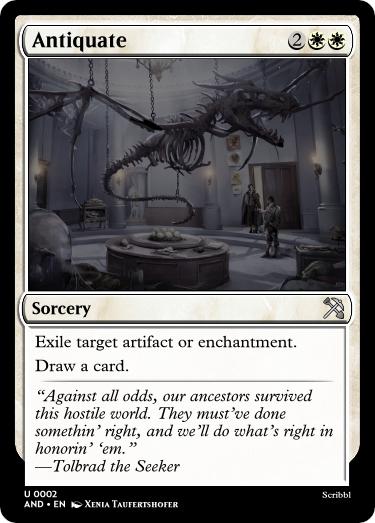 Antiquate 2
Sorcery
Exile target artifact or enchantment.
Draw a card.
“Against all odds, our ancestors survived
this hostile world. They must’ve done
somethin’ right, and we’ll do what’s right in
honorin’ ‘em.”
—Tolbrad the Seeker
U 0002
Scribbl
AND • EN Xenia Taufertshofer